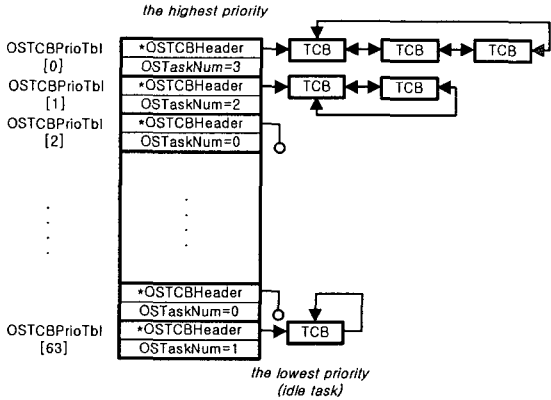 the highest priority
OSTCBPrioTbl
[0]
*OSTCBHeader
OSTaskNum=3
TCB
TCB
TCB
OSTCBPrioTbl
[1]
*OSTCBHeader
OSTaskNum=2
TCB
TCB
OSTCBPrioTbl
[2]
*OSTCBHeader
OSTaskNum=0
*OSTCBHeader
OSTaskNum=0
OSTCBPrioTbl
[63]
*OSTCBHeader
OSTaskNum=1
TCB
the lowest priority
(idle task)